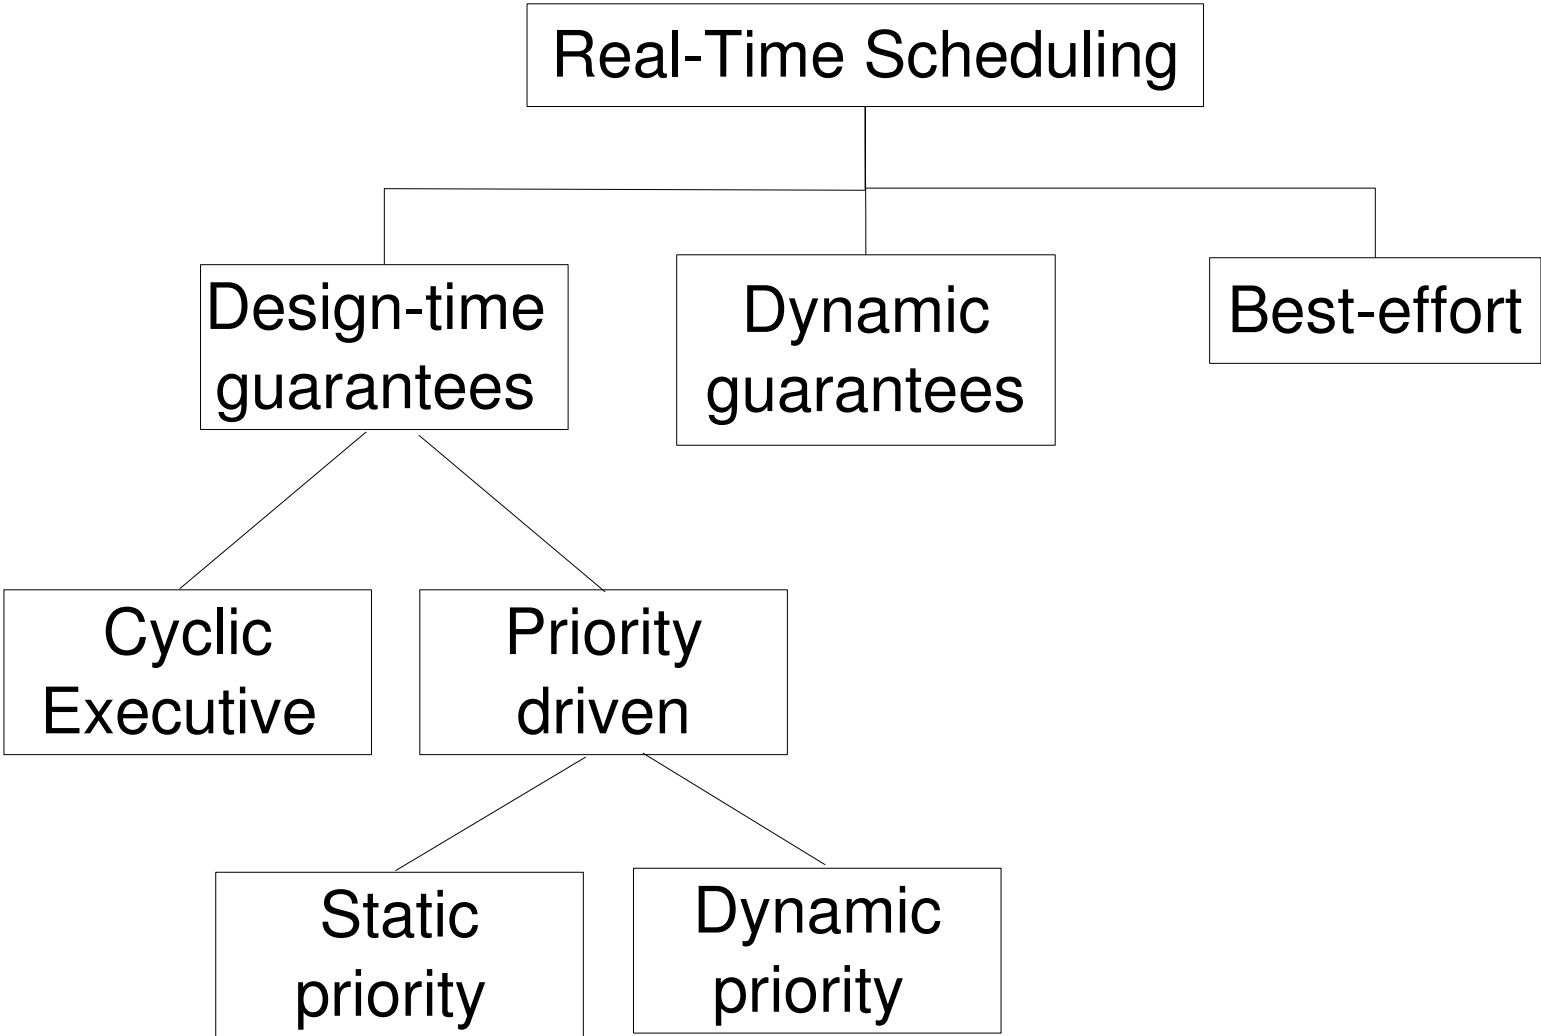 Real-Time Scheduling
Design-time
guarantees
Dynamic
guarantees
Best-effort
Cyclic
Executive
Priority
driven
Static
priority
Dynamic
priority